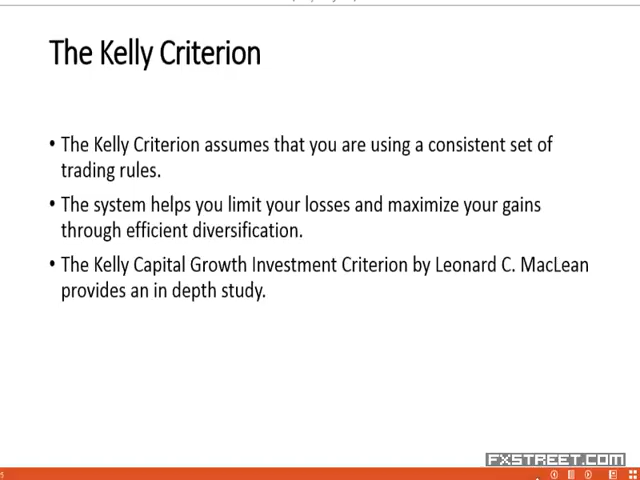 The Kelly Criterion
• The Kelly Criterion assumes that you are using a consistent set of
trading rules.
• The system helps you limit your losses and maximize your gains
through efficient diversification.
• The Kelly Capital Growth Investment Criterion by Leonard C. MacLean
provides an in depth study.
FXSTREET.COM